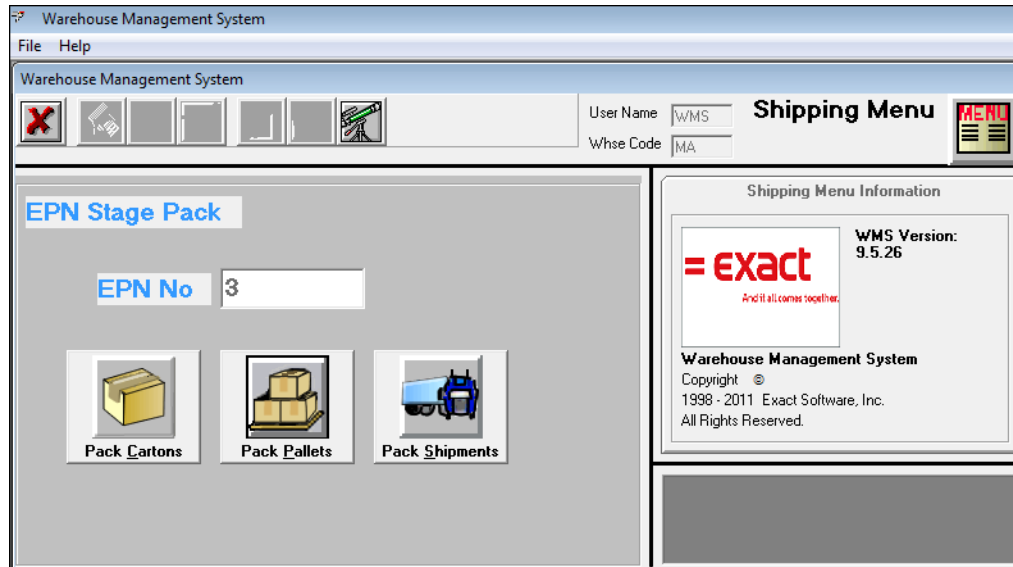 Warehouse Management System
File Help
Warehouse Management System
User Name WMS
Whse Code MA
Shipping Menu
MENU
EPN Stage Pack
EPN No 3
Pack Cartons
Pack Pallets
Pack Shipments
Shipping Menu Information
= exact
And it all comes together.
WMS Version:
9.5.26
Warehouse Management System
Copyright ©
1998 - 2011 Exact Software, Inc.
All Rights Reserved.